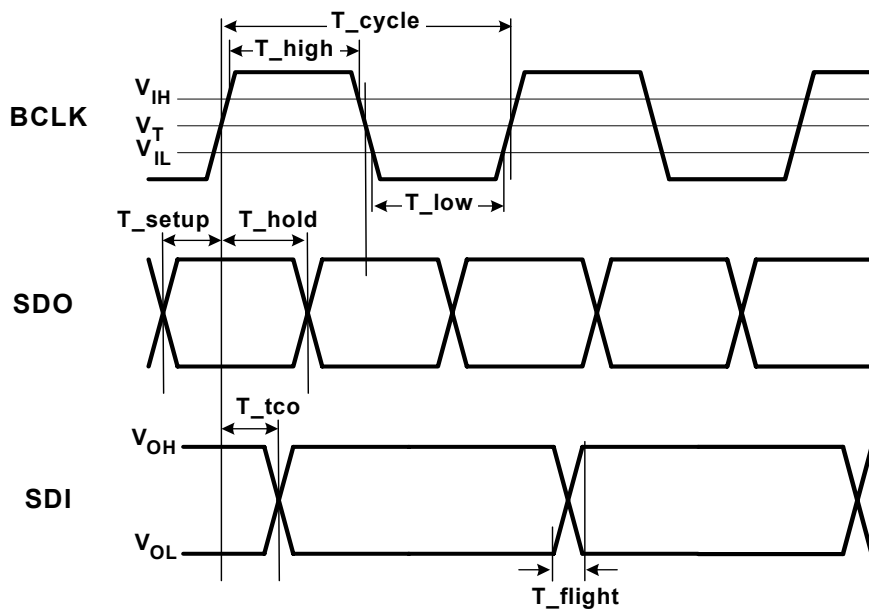 T_cycle
T_high
V_IH
BCLK
V_T
V_IL
T_low
T_setup
T_hold
SDO
T_tco
V_OH
SDI
V_OL
T_flight